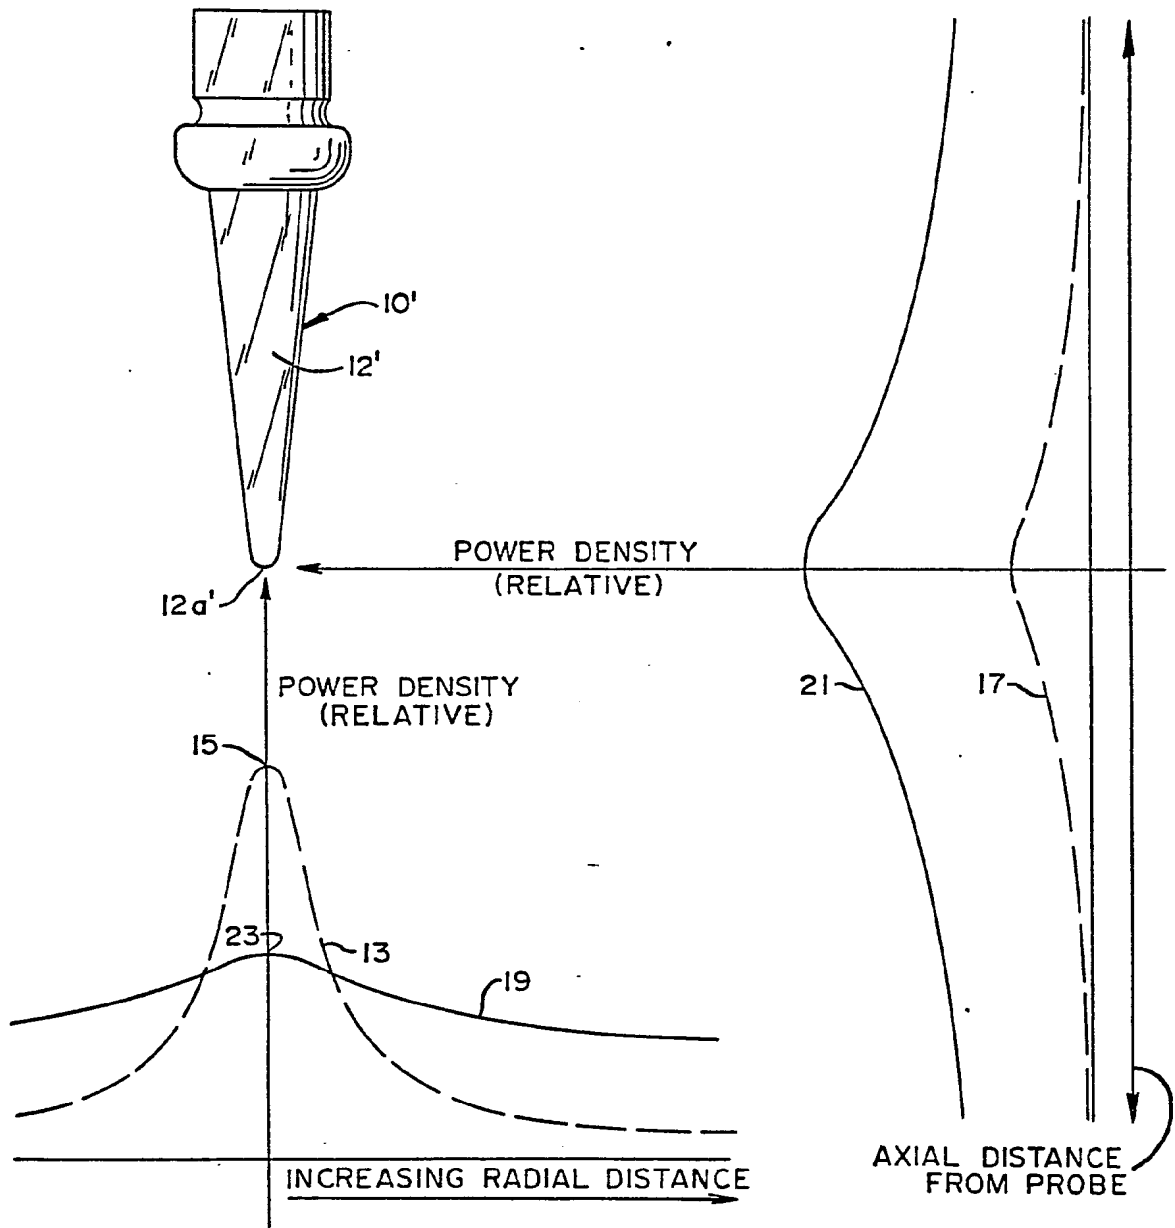 10'
12'
POWER DENSITY
(RELATIVE)
12a'
POWER DENSITY
(RELATIVE)
21
17
15
23
13
19
AXIAL DISTANCE
FROM PROBE
INCREASING RADIAL DISTANCE